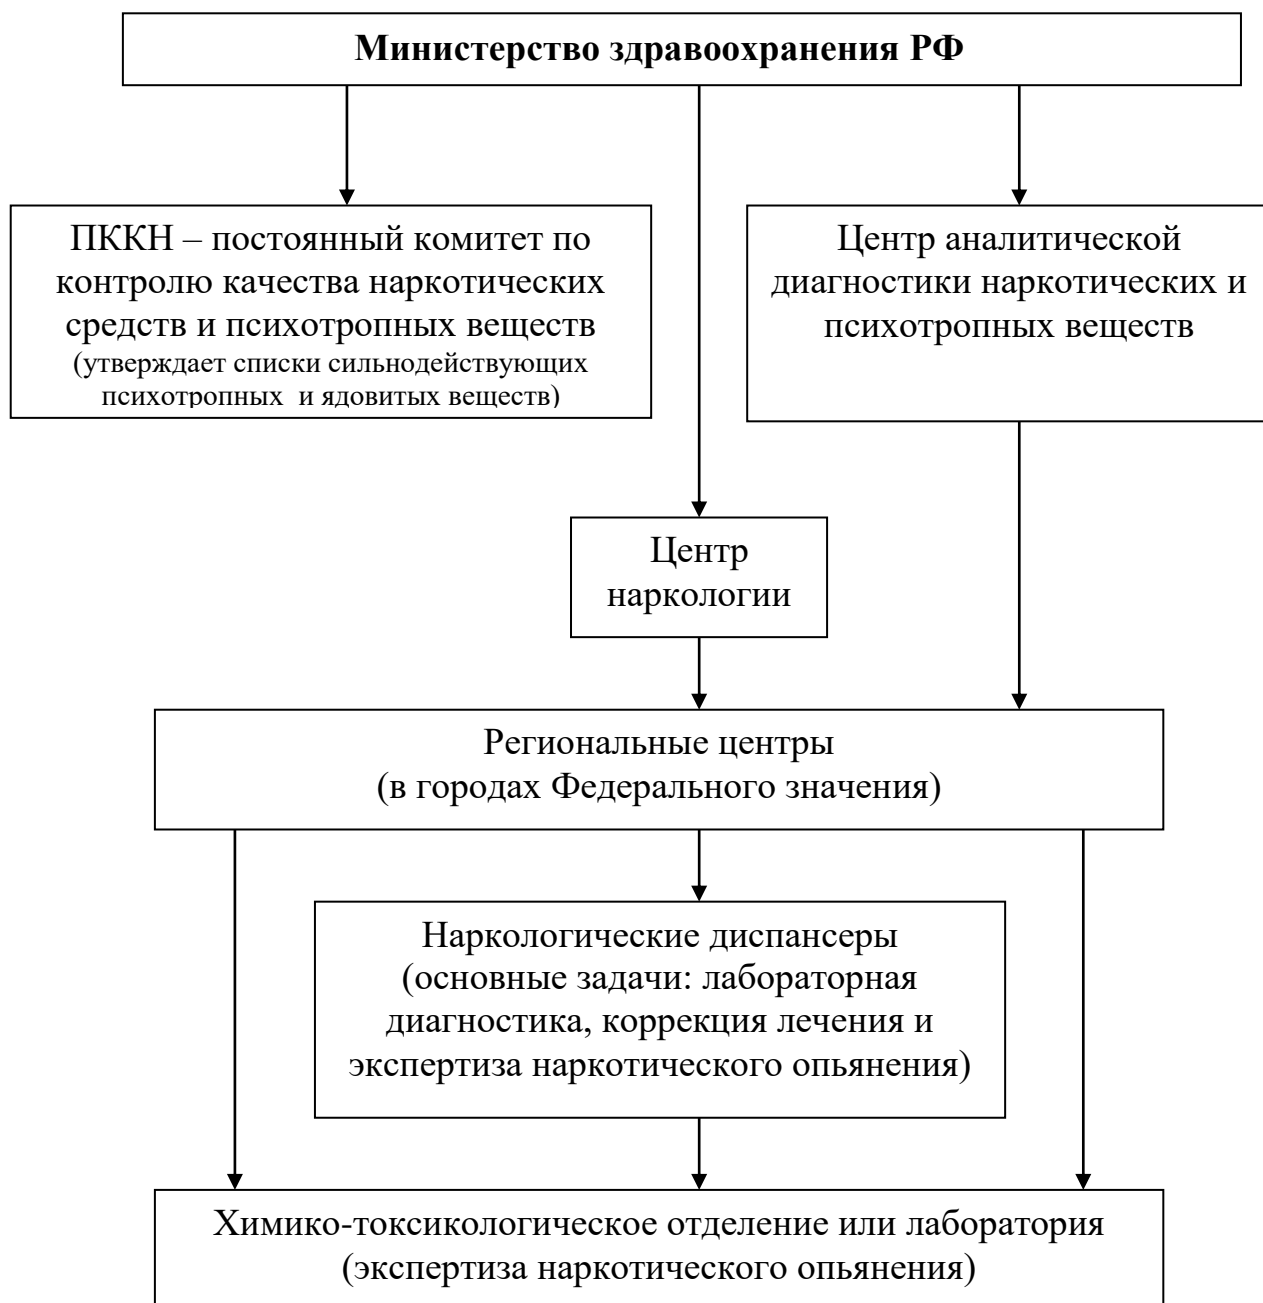 Министерство здравоохранения РФ
ПККН – постоянный комитет по
контролю качества наркотических
средств и психотропных веществ
(утверждает списки сильнодействующих
психотропных и ядовитых веществ)
Центр аналитической
диагностики наркотических и
психотропных веществ
Центр
наркологии
Региональные центры
(в городах Федерального значения)
Наркологические диспансеры
(основные задачи: лабораторная
диагностика, коррекция лечения и
экспертиза наркотического опьянения)
Химико-токсикологическое отделение или лаборатория
(экспертиза наркотического опьянения)